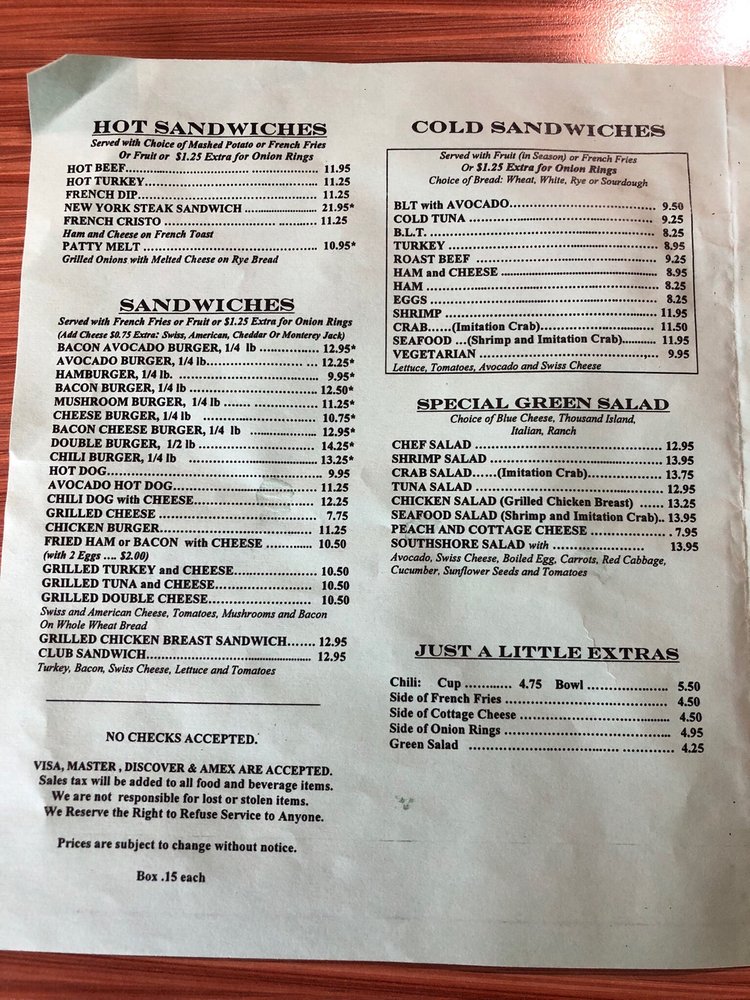 HOT SANDWICHES
Served with Choice of Mashed Potato or French Fries
Or Fruit or $1.25 Extra for Onion Rings
HOT BEEF........................... 11.95
HOT TURKEY........................... 11.25
FRENCH DIP........................... 11.25
NEW YORK STEAK SANDWICH ........................... 21.95*
FRENCH CRISTO ........................... 11.25
Ham and Cheese on French Toast
PATTY MELT ........................... 10.95*
Grilled Onions with Melted Cheese on Rye Bread
SANDWICHES
Served with French Fries or Fruit or $1.25 Extra for Onion Rings
(Add Cheese $0.75 Extra: Swiss, American, Cheddar Or Monterey Jack)
BACON AVOCADO BURGER, 1/4 lb ................... 12.95*
AVOCADO BURGER, 1/4 lb........................... 12.25*
HAMBURGER, 1/4 lb. ........................... 9.95*
BACON BURGER, 1/4 lb ........................... 12.50*
MUSHROOM BURGER, 1/4 lb ........................... 11.25*
CHEESE BURGER, 1/4 lb ........................... 10.75*
BACON CHEESE BURGER, 1/4 lb ................... 12.95*
DOUBLE BURGER, 1/2 lb ........................... 14.25*
CHILI BURGER, 1/4 lb ........................... 13.25*
HOT DOG........................... 9.95
AVOCADO HOT DOG........................... 11.25
CHILI DOG with CHEESE........................... 12.25
GRILLED CHEESE ........................... 7.75
CHICKEN BURGER........................... 11.25
FRIED HAM or BACON with CHEESE .............. 10.50
(with 2 Eggs .... $2.00)
GRILLED TURKEY and CHEESE..................... 10.50
GRILLED TUNA and CHEESE........................ 10.50
GRILLED DOUBLE CHEESE........................ 10.50
Swiss and American Cheese, Tomatoes, Mushrooms and Bacon
On Whole Wheat Bread
GRILLED CHICKEN BREAST SANDWICH....... 12.95
CLUB SANDWICH........................... 12.95
Turkey, Bacon, Swiss Cheese, Lettuce and Tomatoes
NO CHECKS ACCEPTED.
VISA, MASTER , DISCOVER & AMEX ARE ACCEPTED.
Sales tax will be added to all food and beverage items.
We are not responsible for lost or stolen items.
We Reserve the Right to Refuse Service to Anyone.
Prices are subject to change without notice.
Box .15 each
COLD SANDWICHES
Served with Fruit (in Season) or French Fries
Or $1.25 Extra for Onion Rings
Choice of Bread: Wheat, White, Rye or Sourdough
BLT with AVOCADO........................... 9.50
COLD TUNA ........................... 9.25
B.L.T. ........................... 8.25
TURKEY ........................... 8.95
ROAST BEEF ........................... 9.25
HAM and CHEESE ........................... 8.95
HAM ........................... 8.25
EGGS ........................... 8.25
SHRIMP ........................... 11.95
CRAB......(Imitation Crab)........................... 11.50
SEAFOOD ...(Shrimp and Imitation Crab).......... 11.95
VEGETARIAN ........................... 9.95
Lettuce, Tomatoes, Avocado and Swiss Cheese
SPECIAL GREEN SALAD
Choice of Blue Cheese, Thousand Island,
Italian, Ranch
CHEF SALAD ........................... 12.95
SHRIMP SALAD ........................... 13.95
CRAB SALAD......(Imitation Crab)........................ 13.75
TUNA SALAD ........................... 12.95
CHICKEN SALAD (Grilled Chicken Breast) ...... 13.25
SEAFOOD SALAD (Shrimp and Imitation Crab).. 13.95
PEACH AND COTTAGE CHEESE ..................... 7.95
SOUTHSHORE SALAD with ........................ 13.95
Avocado, Swiss Cheese, Boiled Egg, Carrots, Red Cabbage,
Cucumber, Sunflower Seeds and Tomatoes
JUST A LITTLE EXTRAS
Chili: Cup ............ 4.75 Bowl .................... 5.50
Side of French Fries ........................... 4.50
Side of Cottage Cheese ........................... 4.50
Side of Onion Rings ........................... 4.95
Green Salad ........................... 4.25